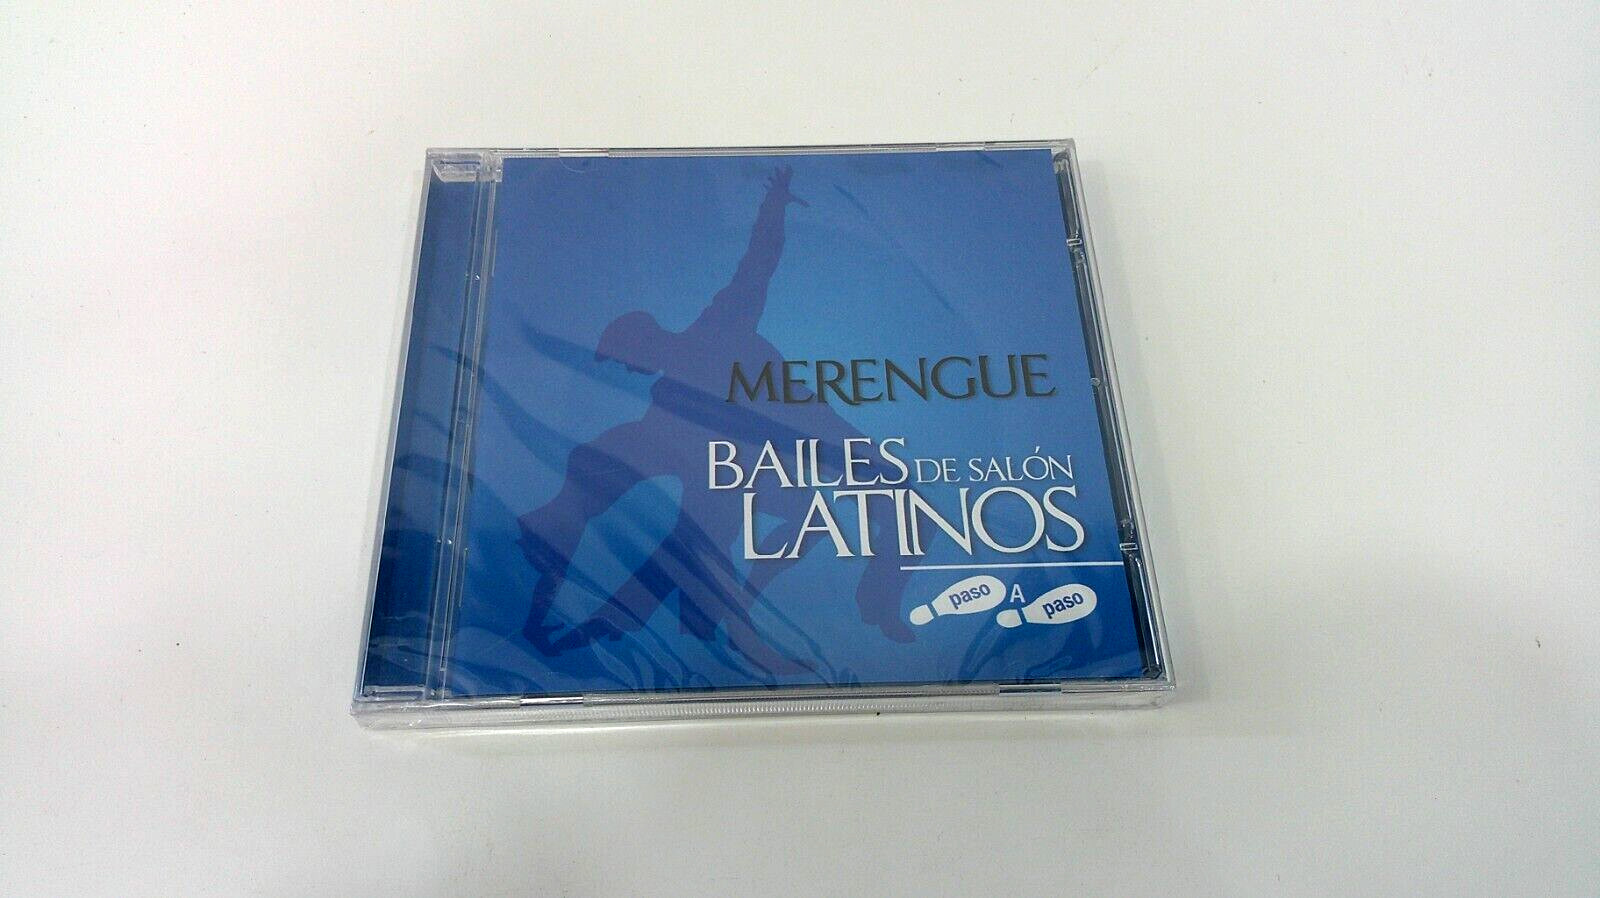 MERENGUE
BAILES DE SALÓN
LATINOS
paso A paso